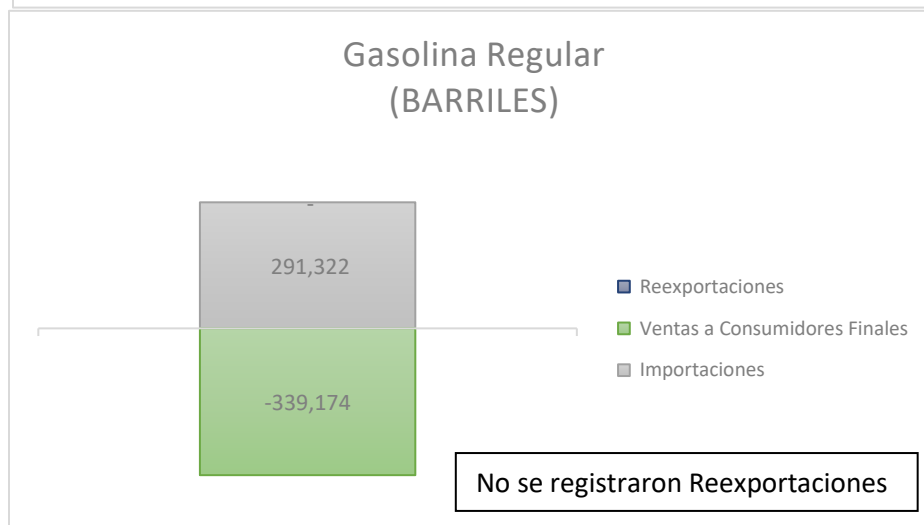 Gasolina Regular
(BARRILES)
-
291,322
-339,174
Reexportaciones
Ventas a Consumidores Finales
Importaciones
No se registraron Reexportaciones